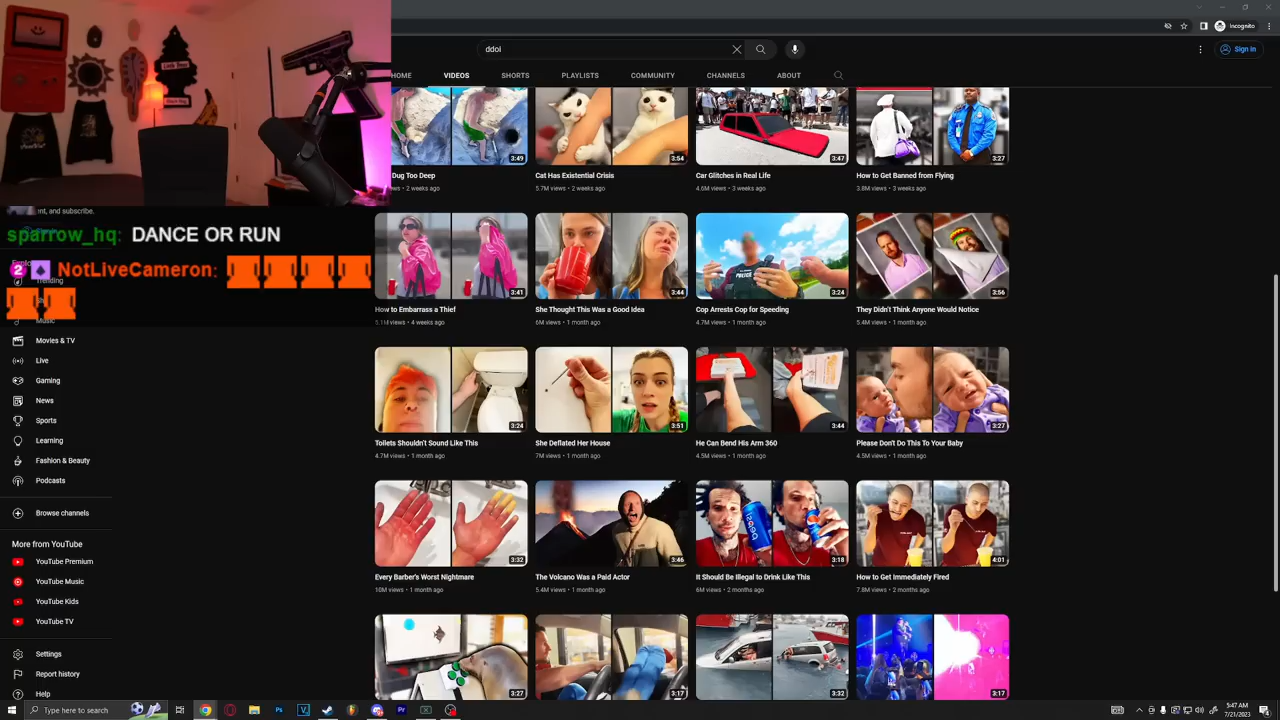 Incognito
ddoi
Sign in
HOME
VIDEOS
SHORTS
PLAYLISTS
COMMUNITY
CHANNELS
ABOUT
3:49
3:54
3:47
3:27
Dug Too Deep
Cat Has Existential Crisis
Car Glitches in Real Life
How to Get Banned from Flying
2 weeks ago
5.7M views • 2 weeks ago
4.6M views • 3 weeks ago
3.8M views • 3 weeks ago
nt, and subscribe.
sparrow_hq: DANCE OR RUN
2 NotLiveCameron:
Trending
POLICE
3:41
3:44
3:24
3:56
How to Embarrass a Thief
She Thought This Was a Good Idea
Cop Arrests Cop for Speeding
They Didn't Think Anyone Would Notice
5.1M views • 4 weeks ago
6M views • 1 month ago
4.7M views • 1 month ago
5.4M views • 1 month ago
Music
Movies & TV
Live
Gaming
News
Sports
Learning
Fashion & Beauty
Podcasts
3:24
3:51
3:44
3:27
Toilets Shouldn't Sound Like This
She Deflated Her House
He Can Bend His Arm 360
Please Don't Do This To Your Baby
4.7M views • 1 month ago
7M views • 1 month ago
4.5M views • 1 month ago
4.5M views • 1 month ago
Browse channels
More from YouTube
YouTube Premium
YouTube Music
YouTube Kids
YouTube TV
pepsi
3:32
3:46
3:18
4:01
Every Barber's Worst Nightmare
The Volcano Was a Paid Actor
It Should Be Illegal to Drink Like This
How to Get Immediately Fired
10M views • 1 month ago
5.4M views • 1 month ago
6M views • 2 months ago
7.8M views • 2 months ago
Settings
Report history
Help
3:27
3:17
3:32
3:17
Type here to search
5:47 AM
7/21/2023